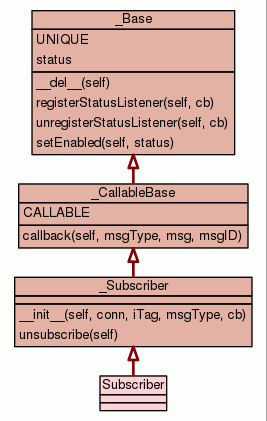 _Base
UNIQUE
status
__del__(self)
registerStatusListener(self, cb)
unregisterStatusListener(self, cb)
setEnabled(self, status)
_CallableBase
CALLABLE
callback(self, msgType, msg, msgID)
_Subscriber
__init__(self, conn, iTag, msgType, cb)
unsubscribe(self)
Subscriber